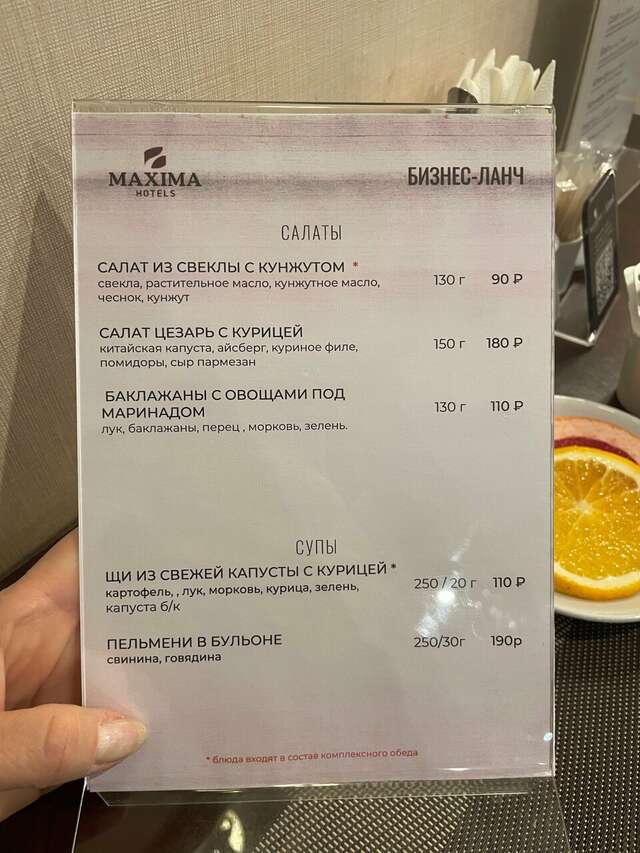 MAXIMA
HOTELS
БИЗНЕС-ЛАНЧ
САЛАТЫ
САЛАТ ИЗ СВЕКЛЫ С КУНЖУТОМ * 130 г 90 ₽
свекла, растительное масло, кунжутное масло,
чеснок, кунжут
САЛАТ ЦЕЗАРЬ С КУРИЦЕЙ 150 г 180 ₽
китайская капуста, айсберг, куриное филе,
помидоры, сыр пармезан
БАКЛАЖАНЫ С ОВОЩАМИ ПОД
МАРИНАДОМ 130 г 110 ₽
лук, баклажаны, перец , морковь, зелень.
СУПЫ
ЩИ ИЗ СВЕЖЕЙ КАПУСТЫ С КУРИЦЕЙ * 250 / 20 г 110 ₽
картофель, , лук, морковь, курица, зелень,
капуста б/к
ПЕЛЬМЕНИ В БУЛЬОНЕ 250/30г 190р
свинина, говядина
* блюда входят в состав комплексного обеда